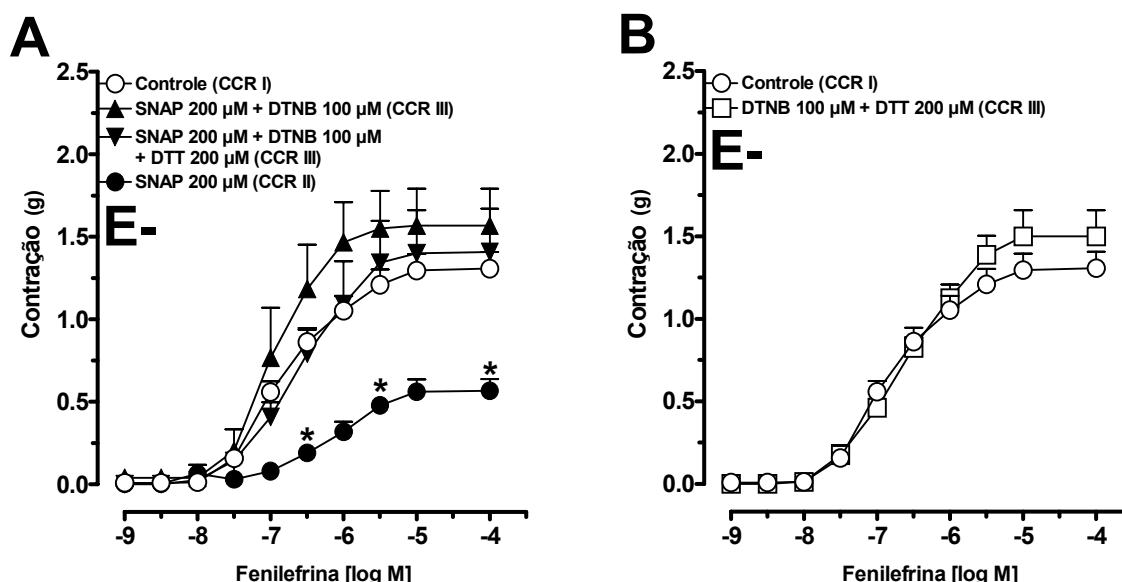 A
2.5
2.0
1.5
1.0
0.5
0.0
Contração (g)
Controle (CCR I)
SNAP 200 µM + DTNB 100 µM (CCR III)
SNAP 200 µM + DTNB 100 µM
+ DTT 200 µM (CCR III)
SNAP 200 µM (CCR II)
E-
*
*
*
-9 -8 -7 -6 -5 -4
Fenilefrina [log M]
B
2.5
2.0
1.5
1.0
0.5
0.0
Contração (g)
Controle (CCR I)
DTNB 100 µM + DTT 200 µM (CCR III)
E-
-9 -8 -7 -6 -5 -4
Fenilefrina [log M]